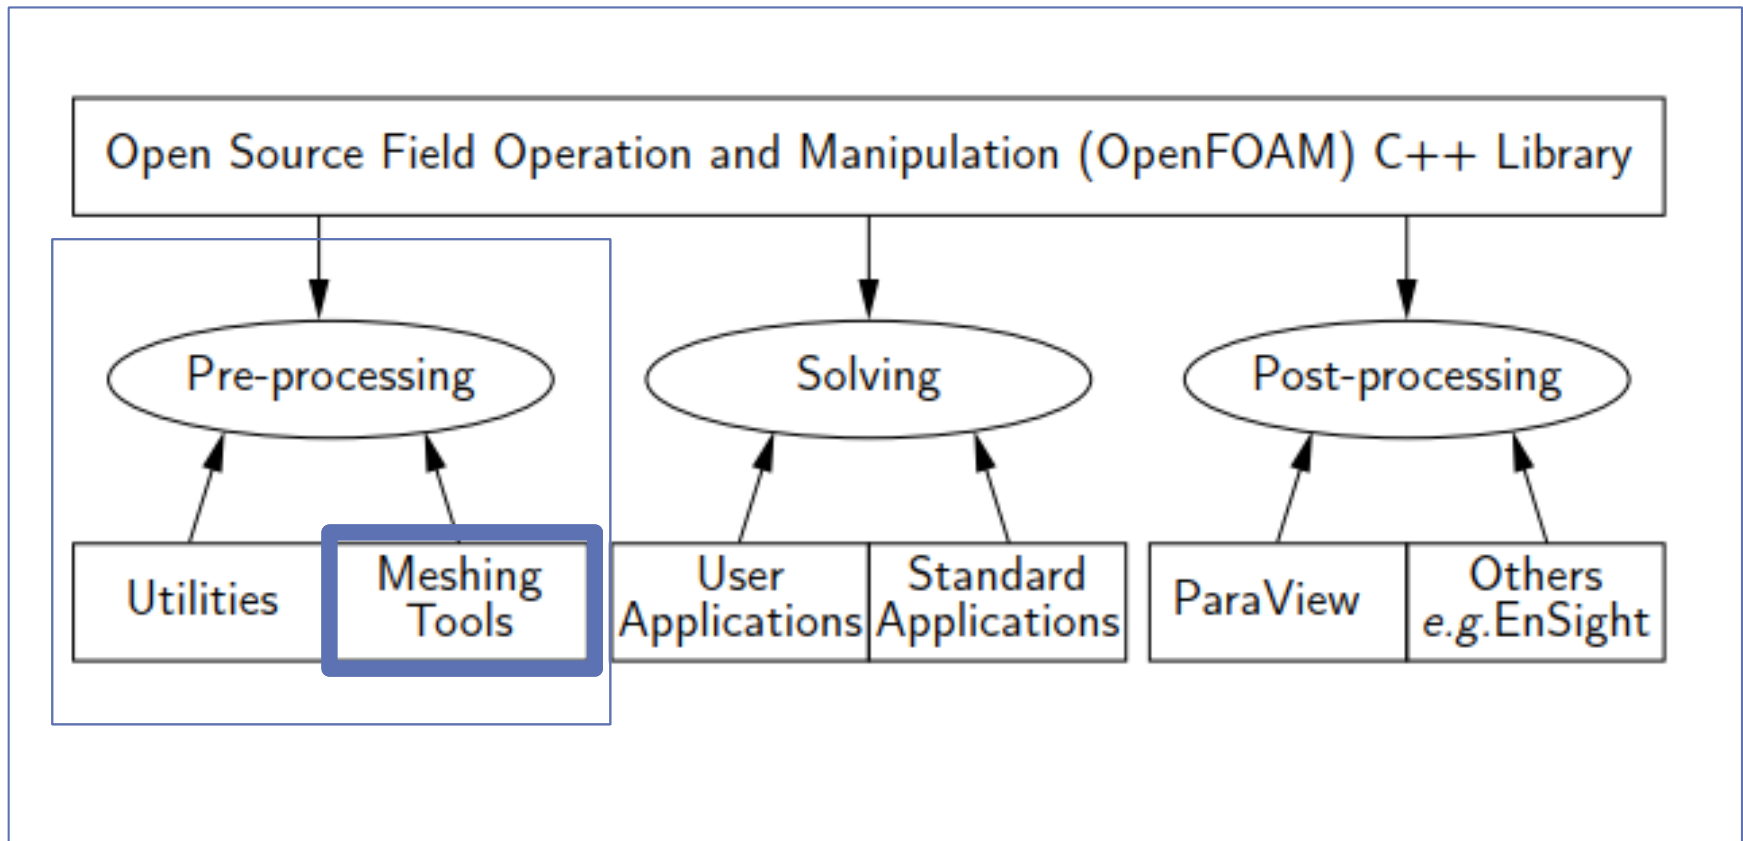 Open Source Field Operation and Manipulation (OpenFOAM) C++ Library
Pre-processing
Solving
Post-processing
Utilities
Meshing
Tools
User
Applications
Standard
Applications
ParaView
Others
e.g.EnSight